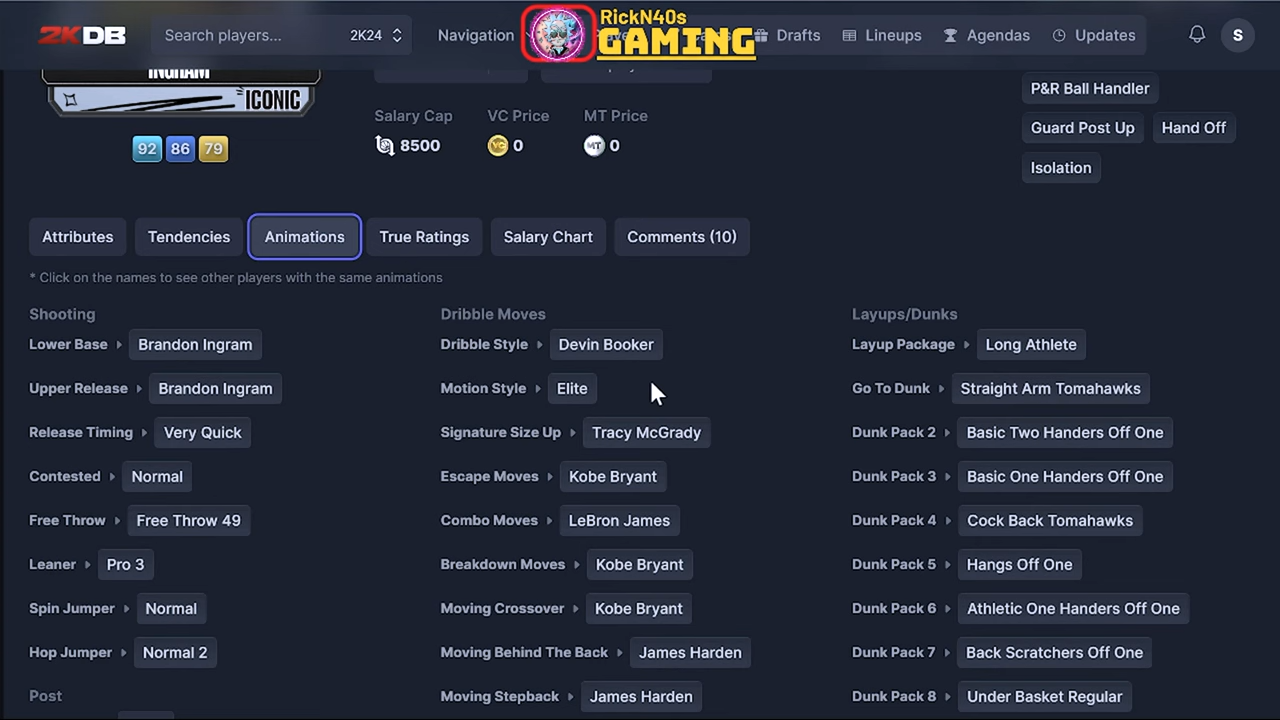 2KDB
Search players...
2K24
Navigation
Drafts
Lineups
Agendas
Updates
S
RickN40s
GAMING
INGRAM
ICONIC
92 86 79
Salary Cap
8500
VC Price
VC 0
MT Price
MT 0
P&R Ball Handler
Guard Post Up
Hand Off
Isolation
Attributes
Tendencies
Animations
True Ratings
Salary Chart
Comments (10)
* Click on the names to see other players with the same animations
Shooting
Lower Base Brandon Ingram
Upper Release Brandon Ingram
Release Timing Very Quick
Contested Normal
Free Throw Free Throw 49
Leaner Pro 3
Spin Jumper Normal
Hop Jumper Normal 2
Post
Dribble Moves
Dribble Style Devin Booker
Motion Style Elite
Signature Size Up Tracy McGrady
Escape Moves Kobe Bryant
Combo Moves LeBron James
Breakdown Moves Kobe Bryant
Moving Crossover Kobe Bryant
Moving Behind The Back James Harden
Moving Stepback James Harden
Layups/Dunks
Layup Package Long Athlete
Go To Dunk Straight Arm Tomahawks
Dunk Pack 2 Basic Two Handers Off One
Dunk Pack 3 Basic One Handers Off One
Dunk Pack 4 Cock Back Tomahawks
Dunk Pack 5 Hangs Off One
Dunk Pack 6 Athletic One Handers Off One
Dunk Pack 7 Back Scratchers Off One
Dunk Pack 8 Under Basket Regular